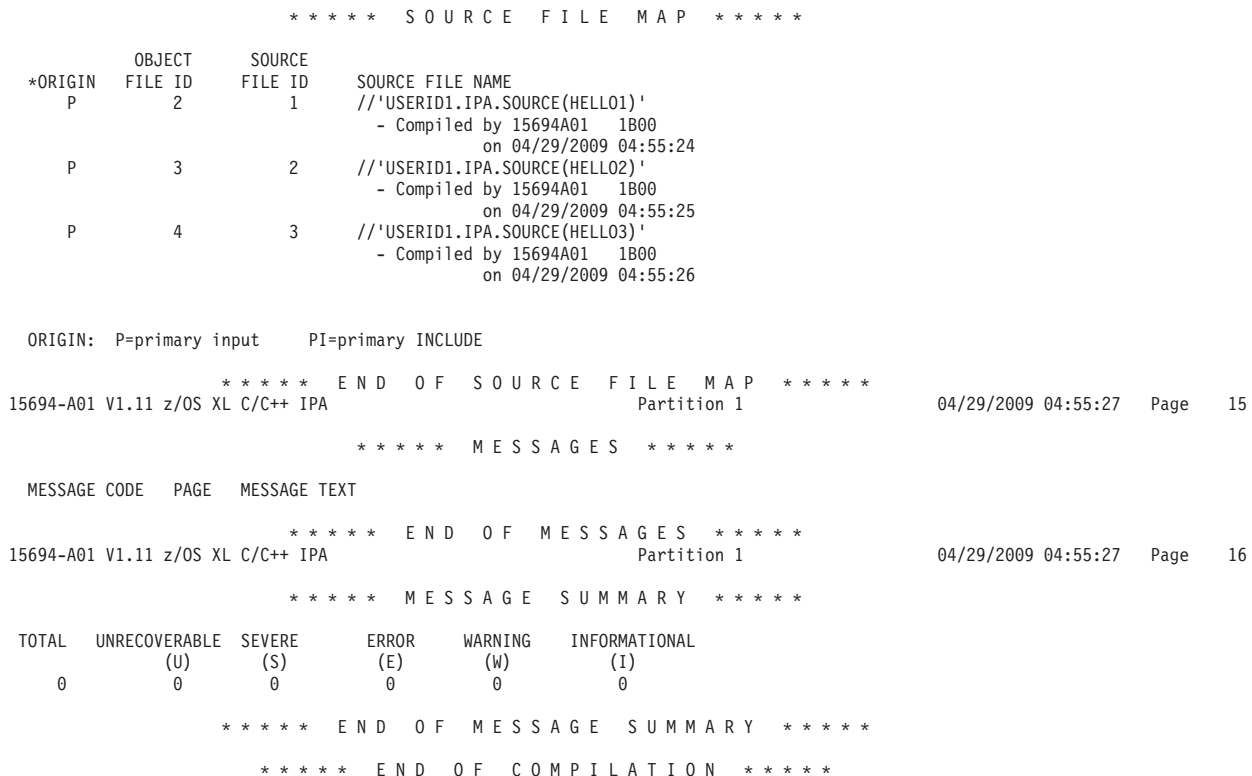 * * * * *   S O U R C E   F I L E   M A P   * * * * *
OBJECT SOURCE
*ORIGIN FILE ID FILE ID SOURCE FILE NAME
P 2 1 //'USERID1.IPA.SOURCE(HELLO1)'
- Compiled by 15694A01 1B00
on 04/29/2009 04:55:24
P 3 2 //'USERID1.IPA.SOURCE(HELLO2)'
- Compiled by 15694A01 1B00
on 04/29/2009 04:55:25
P 4 3 //'USERID1.IPA.SOURCE(HELLO3)'
- Compiled by 15694A01 1B00
on 04/29/2009 04:55:26
ORIGIN: P=primary input PI=primary INCLUDE
* * * * *   E N D   O F   S O U R C E   F I L E   M A P   * * * * *
15694-A01 V1.11 z/OS XL C/C++ IPA Partition 1 04/29/2009 04:55:27 Page 15
* * * * *   M E S S A G E S   * * * * *
MESSAGE CODE PAGE MESSAGE TEXT
* * * * *   E N D   O F   M E S S A G E S   * * * * *
15694-A01 V1.11 z/OS XL C/C++ IPA Partition 1 04/29/2009 04:55:27 Page 16
* * * * *   M E S S A G E   S U M M A R Y   * * * * *
TOTAL UNRECOVERABLE SEVERE ERROR WARNING INFORMATIONAL
(U) (S) (E) (W) (I)
0 0 0 0 0 0
* * * * *   E N D   O F   M E S S A G E   S U M M A R Y   * * * * *
* * * * *   E N D   O F   C O M P I L A T I O N   * * * * *